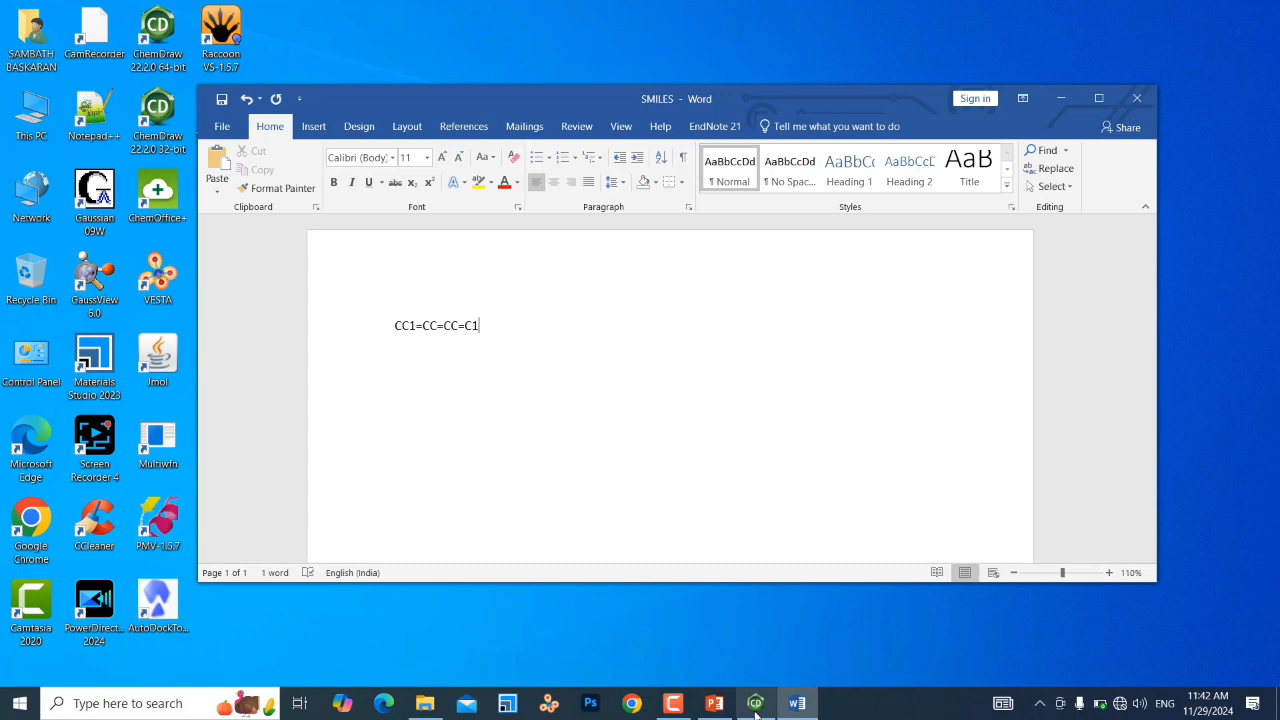 SAMBATH BASKARAN
CamRecorder
ChemDraw 22.2.0 64-bit
Raccoon VS-1.5.7
This PC
Notepad++
ChemDraw 22.2.0 32-bit
Network
Gaussian 09W
ChemOffice+
Recycle Bin
GaussView 6.0
VESTA
Control Panel
Materials Studio 2023
Jmol
Microsoft Edge
Screen Recorder 4
Multiwfn
Google Chrome
CCleaner
PMV-1.5.7
Camtasia 2020
PowerDirect... 2024
AutoDockTo...
SMILES - Word
Sign in
File Home Insert Design Layout References Mailings Review View Help EndNote 21 Tell me what you want to do Share
Paste
Cut
Copy
Format Painter
Clipboard
Calibri (Body) 11
Font
Paragraph
AaBbCcDd ¶ Normal
AaBbCcDd ¶ No Spac...
AaBbCc Heading 1
AaBbCcD Heading 2
AaB Title
Styles
Find
Replace
Select
Editing
CC1=CC=CC=C1
Page 1 of 1 1 word English (India) 110%
Type here to search
ENG
11:42 AM
11/29/2024